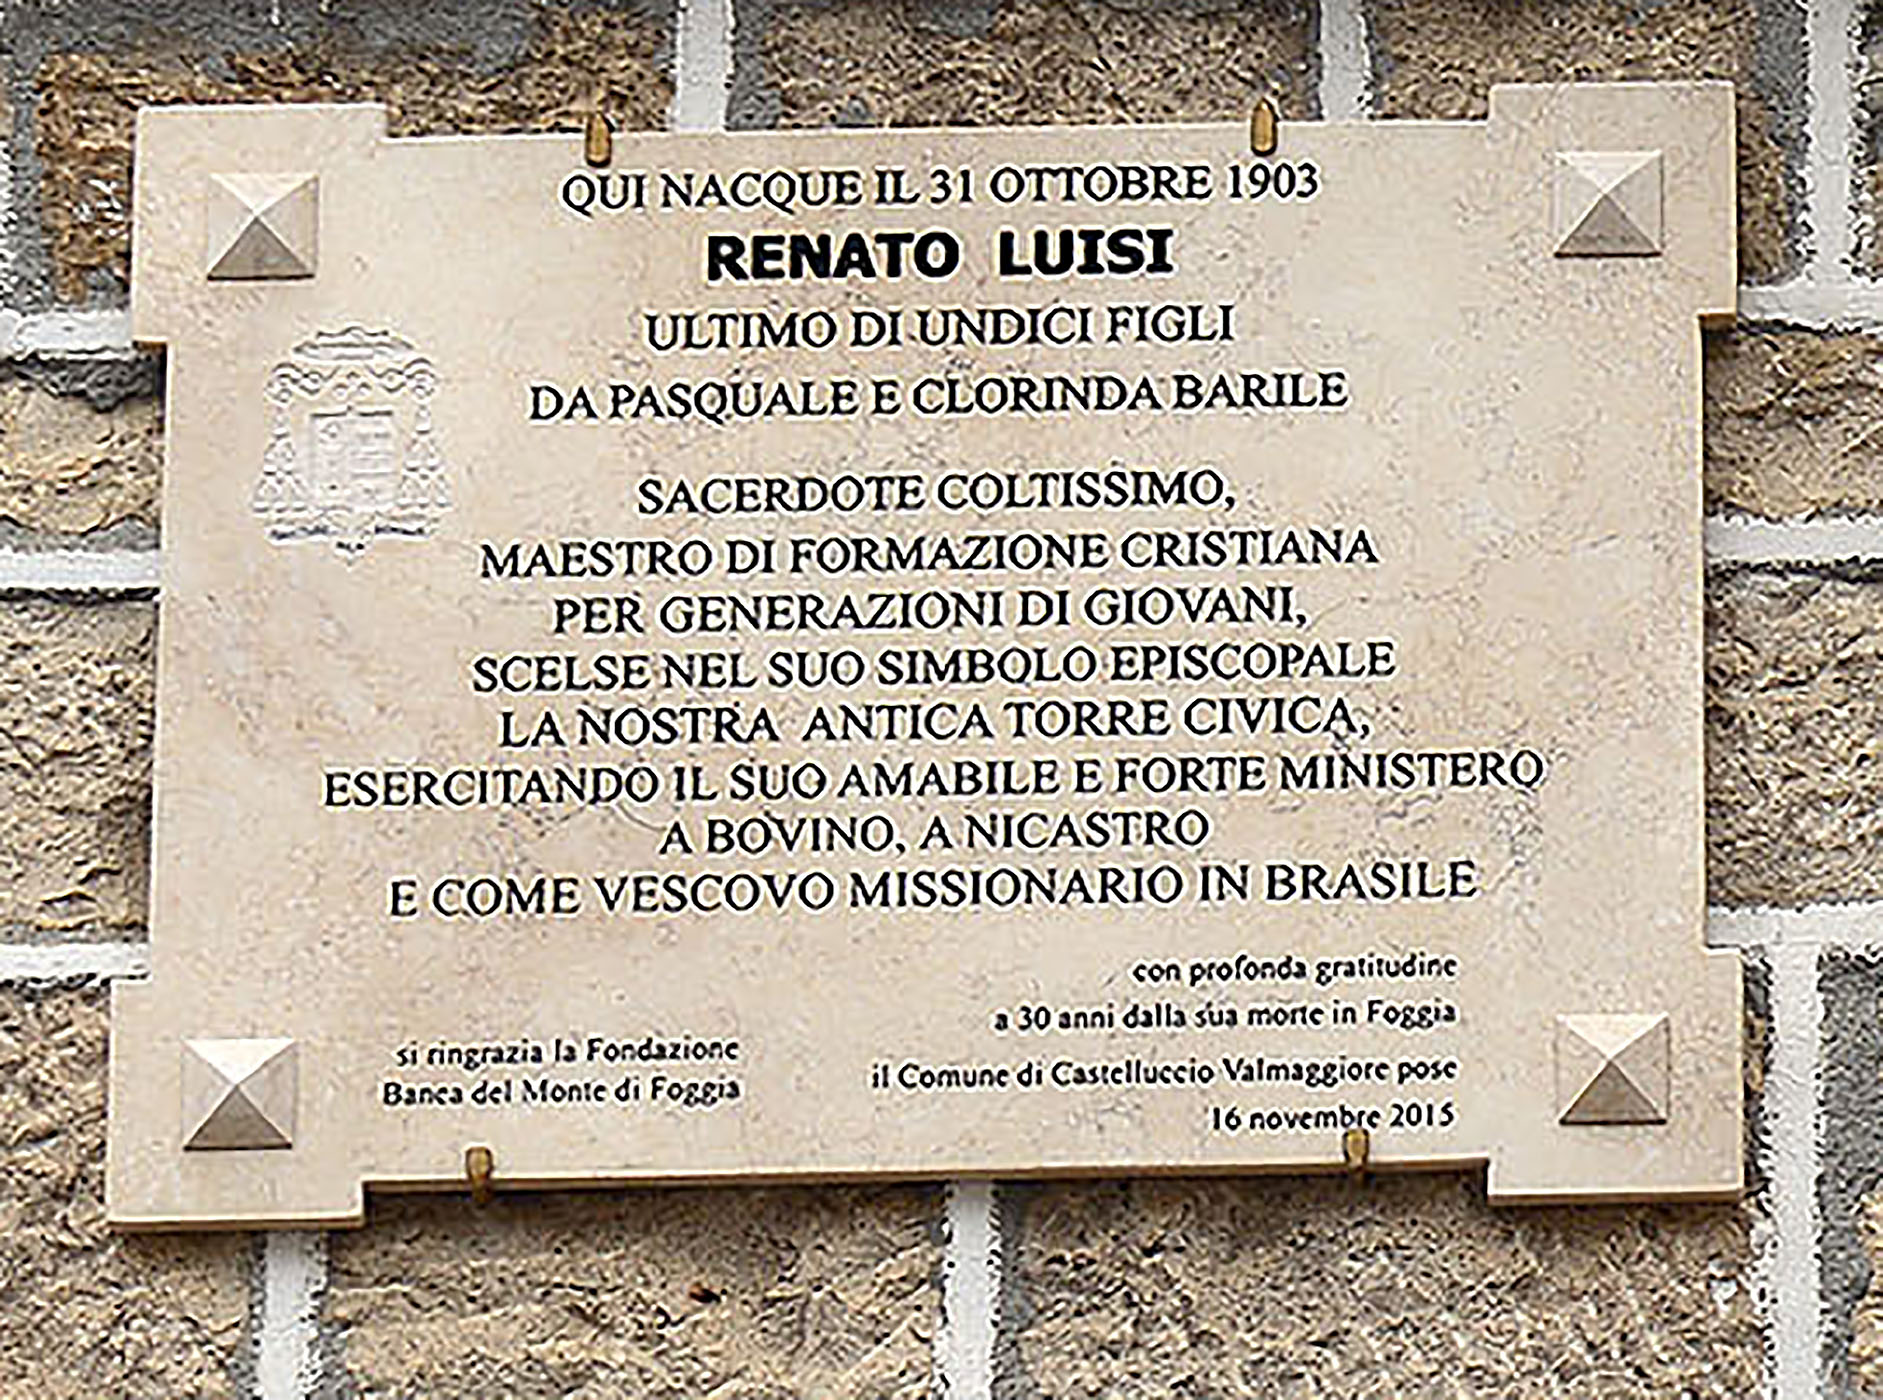 QUI NACQUE IL 31 OTTOBRE 1903
RENATO LUISI
ULTIMO DI UNDICI FIGLI
DA PASQUALE E CLORINDA BARILE
SACERDOTE COLTISSIMO,
MAESTRO DI FORMAZIONE CRISTIANA
PER GENERAZIONI DI GIOVANI,
SCELSE NEL SUO SIMBOLO EPISCOPALE
LA NOSTRA ANTICA TORRE CIVICA,
ESERCITANDO IL SUO AMABILE E FORTE MINISTERO
A BOVINO, A NICASTRO
E COME VESCOVO MISSIONARIO IN BRASILE
con profonda gratitudine
a 30 anni dalla sua morte in Foggia
il Comune di Castelluccio Valmaggiore pose
16 novembre 2015
si ringrazia la Fondazione
Banca del Monte di Foggia